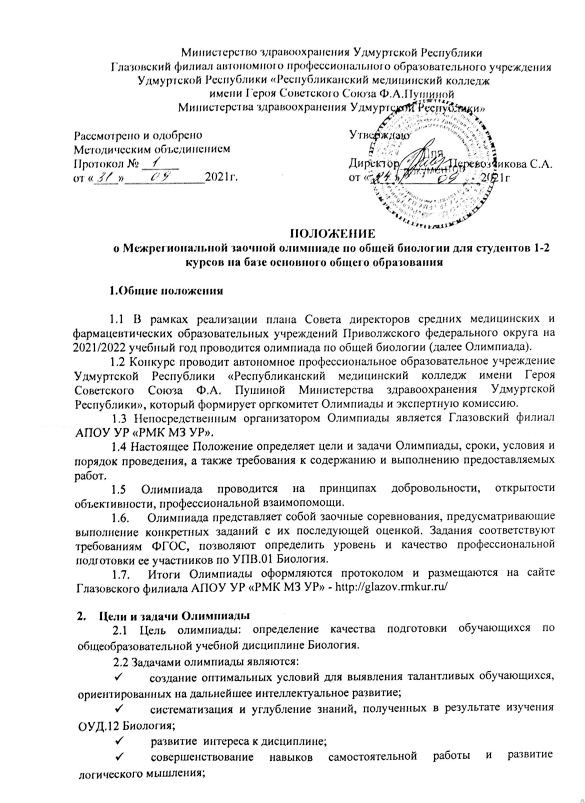 Министерство здравоохранения Удмуртской Республики
Глазовский филиал автономного профессионального образовательного учреждения
Удмуртской Республики «Республиканский медицинский колледж
имени Героя Советского Союза Ф.А.Пушиной
Министерства здравоохранения Удмуртской Республики»
Рассмотрено и одобрено
Методическим объединением
Протокол № 1
от « 31 » 09 2021г.
Утверждаю
Директор Перевозчикова С.А.
от « » 09 2021г
Для документов
ПОЛОЖЕНИЕ
о Межрегиональной заочной олимпиаде по общей биологии для студентов 1-2
курсов на базе основного общего образования
1.Общие положения
1.1 В рамках реализации плана Совета директоров средних медицинских и
фармацевтических образовательных учреждений Приволжского федерального округа на
2021/2022 учебный год проводится олимпиада по общей биологии (далее Олимпиада).
1.2 Конкурс проводит автономное профессиональное образовательное учреждение
Удмуртской Республики «Республиканский медицинский колледж имени Героя
Советского Союза Ф.А. Пушиной Министерства здравоохранения Удмуртской
Республики», который формирует оргкомитет Олимпиады и экспертную комиссию.
1.3 Непосредственным организатором Олимпиады является Глазовский филиал
АПОУ УР «РМК МЗ УР».
1.4 Настоящее Положение определяет цели и задачи Олимпиады, сроки, условия и
порядок проведения, а также требования к содержанию и выполнению предоставляемых
работ.
1.5 Олимпиада проводится на принципах добровольности, открытости
объективности, профессиональной взаимопомощи.
1.6. Олимпиада представляет собой заочные соревнования, предусматривающие
выполнение конкретных заданий с их последующей оценкой. Задания соответствуют
требованиям ФГОС, позволяют определить уровень и качество профессиональной
подготовки ее участников по УПВ.01 Биология.
1.7. Итоги Олимпиады оформляются протоколом и размещаются на сайте
Глазовского филиала АПОУ УР «РМК МЗ УР» - http://glazov.rmkur.ru/
2. Цели и задачи Олимпиады
2.1 Цель олимпиады: определение качества подготовки обучающихся по
общеобразовательной учебной дисциплине Биология.
2.2 Задачами олимпиады являются:
✓ создание оптимальных условий для выявления талантливых обучающихся,
ориентированных на дальнейшее интеллектуальное развитие;
✓ систематизация и углубление знаний, полученных в результате изучения
ОУД.12 Биология;
✓ развитие интереса к дисциплине;
✓ совершенствование навыков самостоятельной работы и развитие
логического мышления;